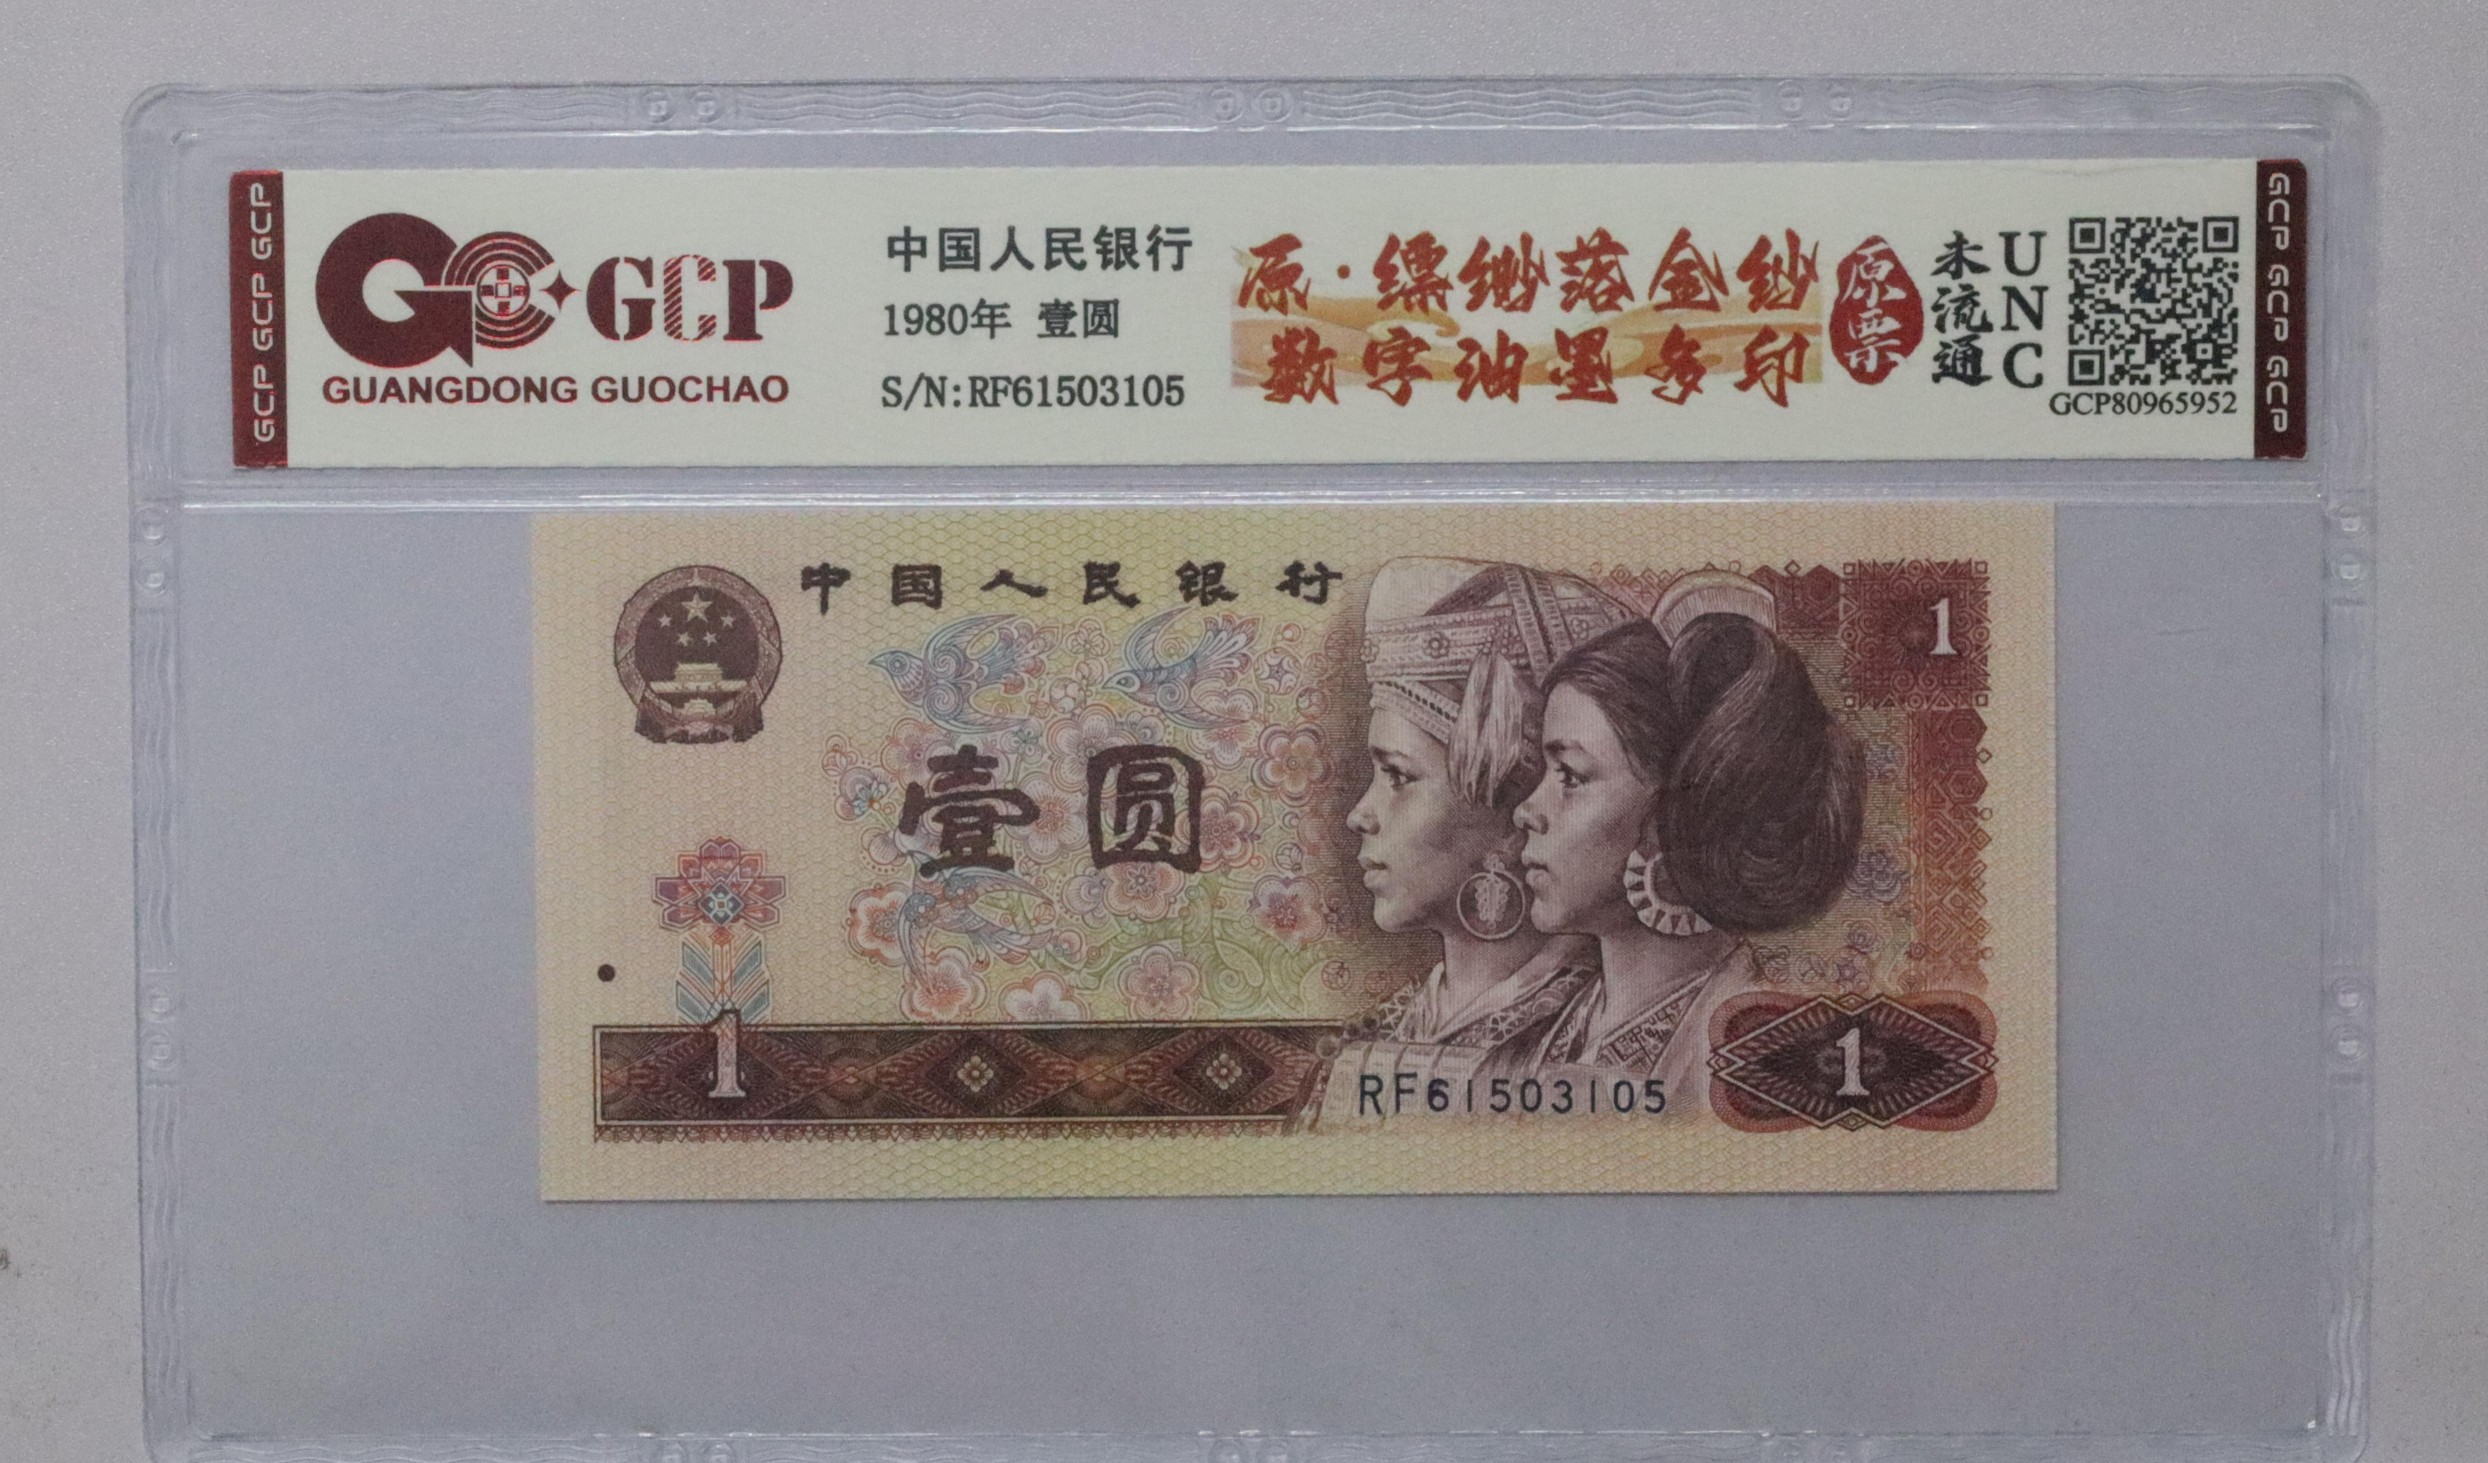 GCP GCP GCP
GCP
GUANGDONG GUOCHAO
中国人民银行
1980年 壹圆
S/N:RF61503105
原·缥缈落金纱
数字油墨多印
原票
未流通
UNC
GCP80965952
GCP GCP GCP
中国人民银行
1
壹圆
1
RF61503105
1